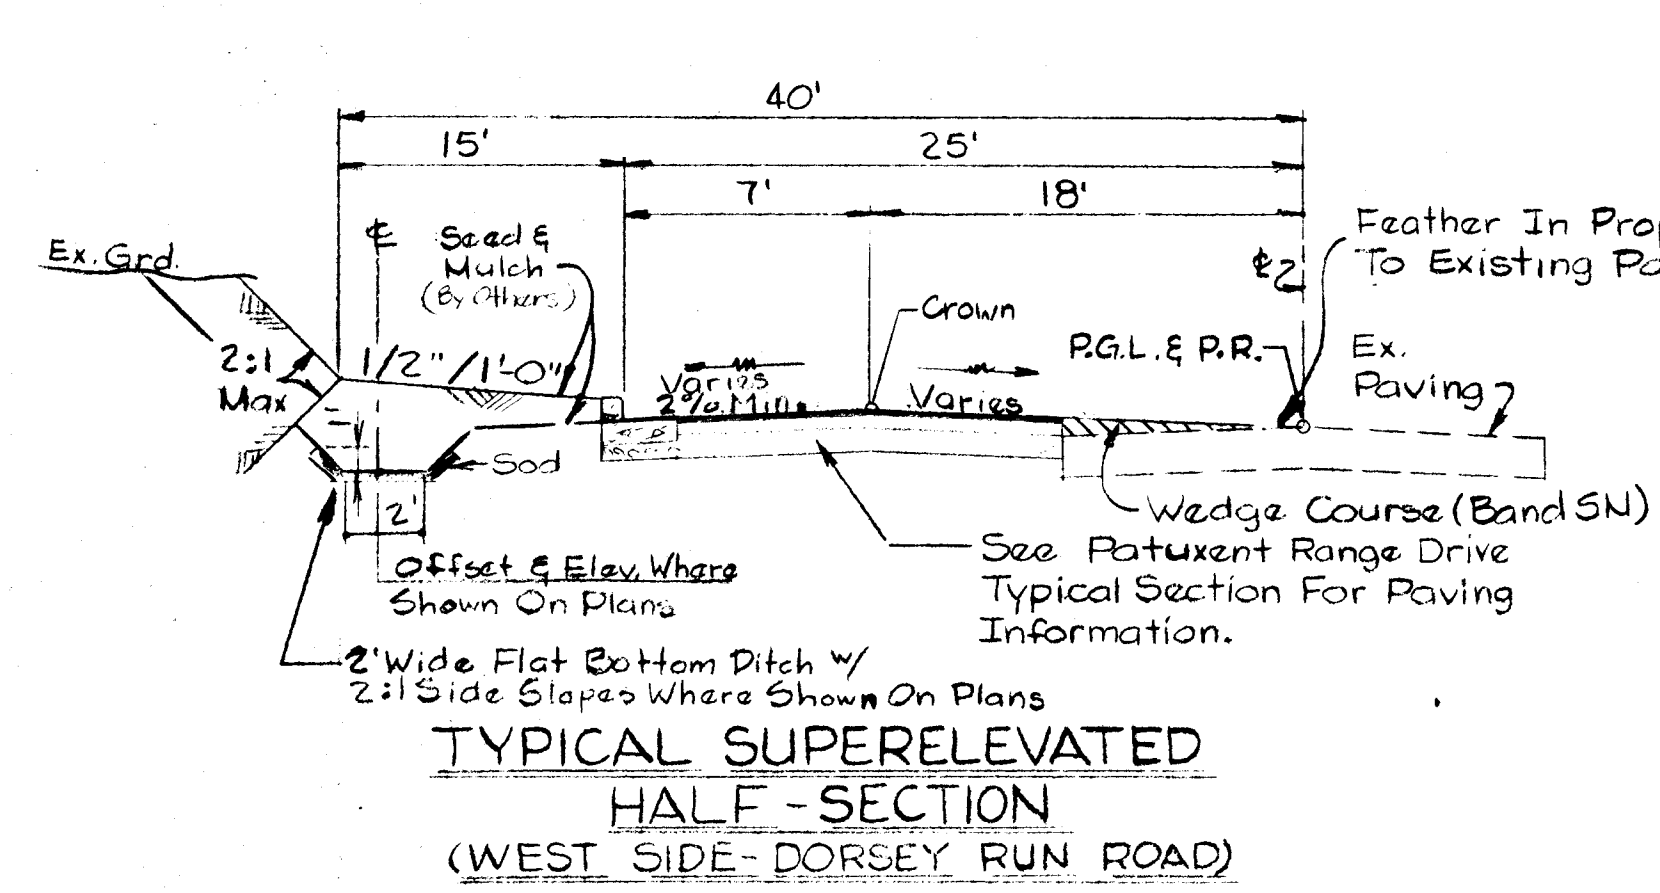 40'
15'
25'
7'
18'
Ex. Grd.
℄
Seed &
Mulch
(By Others)
Feather In Prop
To Existing Pa
℄
Crown
2:1
Max
1/2" /1'-0"
Varies
2% Min.
Varies
P.G.L. & P.R.
Ex.
Paving
Sod
2'
Wedge Course (Band SN)
See Patuxent Range Drive
Typical Section For Paving
Information.
Offset & Elev. Where
Shown On Plans
2' Wide Flat Bottom Ditch w/
2:1 Side Slopes Where Shown On Plans
TYPICAL SUPERELEVATED
HALF-SECTION
(WEST SIDE-DORSEY RUN ROAD)